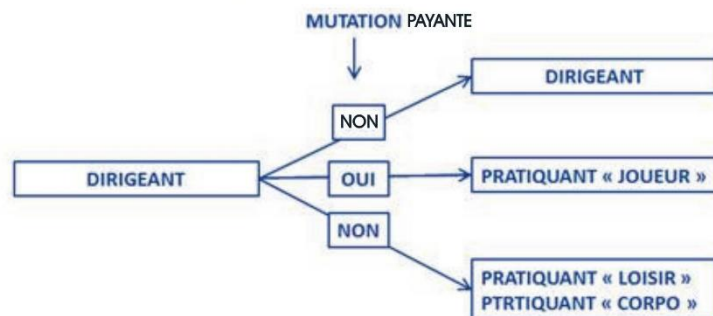 MUTATION PAYANTE
DIRIGEANT
NON
DIRIGEANT
OUI
PRATIQUANT « JOUEUR »
NON
PRATIQUANT « LOISIR »
PTRTIQUANT « CORPO »